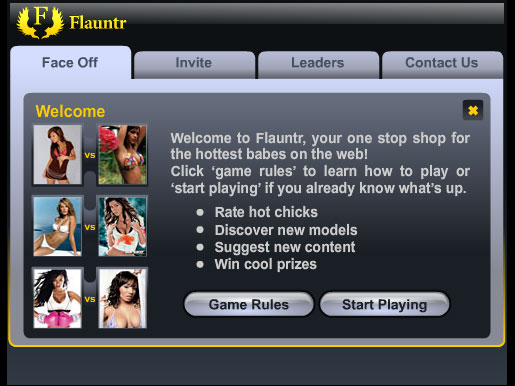 F Flauntr
Face Off
Invite
Leaders
Contact Us
Welcome
vs
vs
vs
Welcome to Flauntr, your one stop shop for
the hottest babes on the web!
Click ‘game rules’ to learn how to play or
‘start playing’ if you already know what’s up.
Rate hot chicks
Discover new models
Suggest new content
Win cool prizes
Game Rules
Start Playing